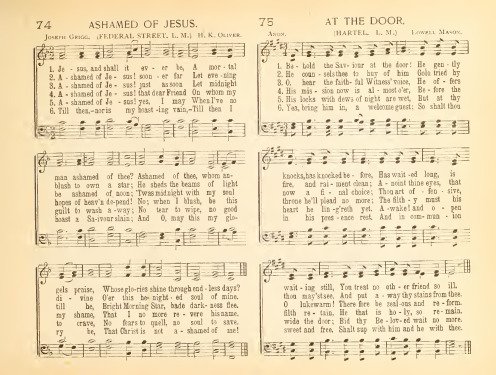 74 ASHAMED OF JESUS.
JOSEPH GRIGG. (FEDERAL STREET, L. M.) H. K. OLIVER.
1. Je - sus, and shall it ev - er be, A mor - tal
2. A - shamed of Je - sus! soon - er far Let eve - ning
3. A - shamed of Je - sus! just as soon Let midnight
4. A - shamed of Je - sus! that dear Friend On whom my
5. A - shamed of Je - sus! yes, I may When I've no
6. Till then,- nor is my boast - ing vain,- Till then I
man ashamed of thee? Ashamed of thee, whom an-
blush to own a star; He sheds the beams of light
be ashamed of noon; 'Twas midnight with my soul
hopes of heav'n de-pend! No; when I blush, be this
guilt to wash a - way; No tear to wipe, no good
boast a Sa-viour slain; And O, may this my glo-
gels praise, Whose glo-ries shine through end - less days?
di - vine O'er this be - night - ed soul of mine.
till he, Bright Morning Star, bade dark- ness flee.
my shame, That I no more re - vere his name.
to crave, No fears to quell, no soul to save.
ry be, That Christ is not a - shamed of me!
75 AT THE DOOR.
ANON. (HARTEL. L. M.) LOWELL MASON.
1. Be - hold the Sav - iour at the door! He gen - tly
2. He coun - sels thee to buy of him Gold tried by
3. O, hear the faith- ful Witness' voice, He of - fers
4. His mis - sion now is al - most o'er, Be - fore the
5. His locks with dews of night are wet, But at thy
6. Yes, bring him in, a welcome guest; So shalt thou
knocks, has knocked be - fore, Has wait - ed long, is
fire, and rai - ment clean; A - noint thine eyes, that
now a fi - nal choice; Thou art of - fen - sive,
throne he'll plead no more; The filth - y must his
heart he lin - g'reth yet. A - wake! and o - pen
in his pres - ence rest, And in com - mun - ion
wait - ing still, You treat no oth - er friend so ill.
thou may'st see. And put a - way thy stains from thee.
O lukewarm! There fore be zeal - ous and re - form.
filth re - tain, He that is ho - ly, so re - main.
wide the door; Bid thy Be - lov - ed wait no more.
sweet and free, Shalt sup with him and he with thee.